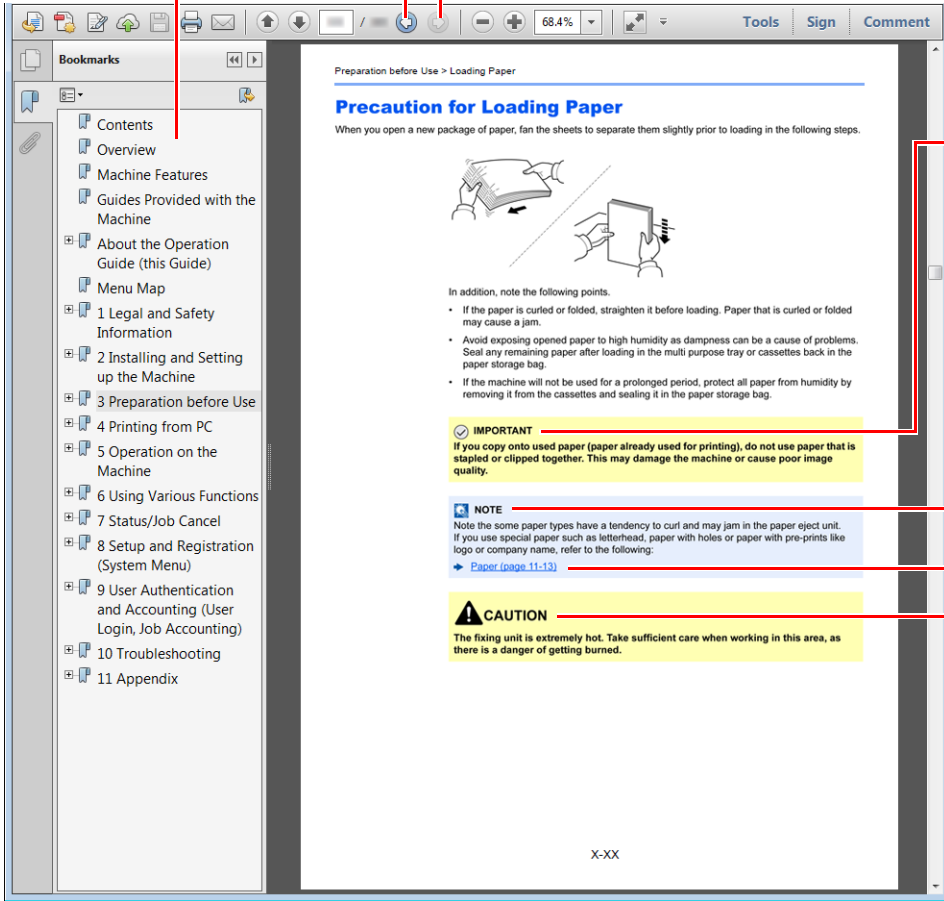 /
68.4%
Tools
Sign
Comment
Bookmarks
Contents
Overview
Machine Features
Guides Provided with the
Machine
About the Operation
Guide (this Guide)
Menu Map
1 Legal and Safety
Information
2 Installing and Setting
up the Machine
3 Preparation before Use
4 Printing from PC
5 Operation on the
Machine
6 Using Various Functions
7 Status/Job Cancel
8 Setup and Registration
(System Menu)
9 User Authentication
and Accounting (User
Login, Job Accounting)
10 Troubleshooting
11 Appendix
Preparation before Use > Loading Paper
Precaution for Loading Paper
When you open a new package of paper, fan the sheets to separate them slightly prior to loading in the following steps.
In addition, note the following points.
• If the paper is curled or folded, straighten it before loading. Paper that is curled or folded
may cause a jam.
• Avoid exposing opened paper to high humidity as dampness can be a cause of problems.
Seal any remaining paper after loading in the multi purpose tray or cassettes back in the
paper storage bag.
• If the machine will not be used for a prolonged period, protect all paper from humidity by
removing it from the cassettes and sealing it in the paper storage bag.
IMPORTANT
If you copy onto used paper (paper already used for printing), do not use paper that is
stapled or clipped together. This may damage the machine or cause poor image
quality.
NOTE
Note the some paper types have a tendency to curl and may jam in the paper eject unit.
If you use special paper such as letterhead, paper with holes or paper with pre-prints like
logo or company name, refer to the following:
Paper (page 11-13)
CAUTION
The fixing unit is extremely hot. Take sufficient care when working in this area, as
there is a danger of getting burned.
X-XX